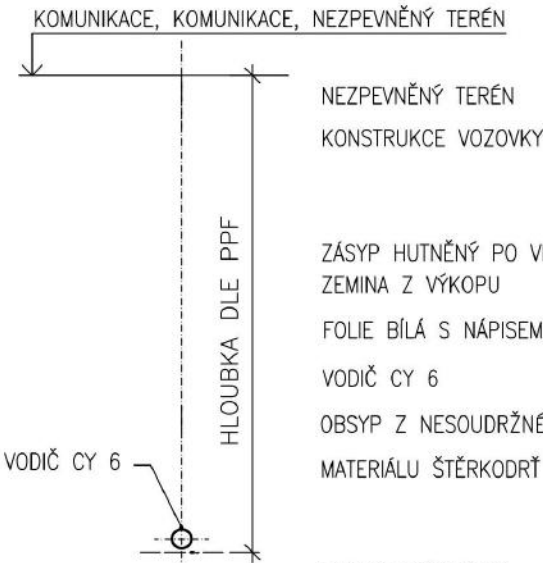 KOMUNIKACE, KOMUNIKACE, NEZPEVNĚNÝ TERÉN
NEZPEVNĚNÝ TERÉN
KONSTRUKCE VOZOVKY
HLOUBKA DLE PPF
ZÁSYP HUTNĚNÝ PO
ZEMINA Z VÝKOPU
FOLIE BÍLÁ S NÁPISEM
VODIČ CY 6
OBSYP Z
MATERIÁLU ŠTĚRKODRŤ
VODIČ CY 6